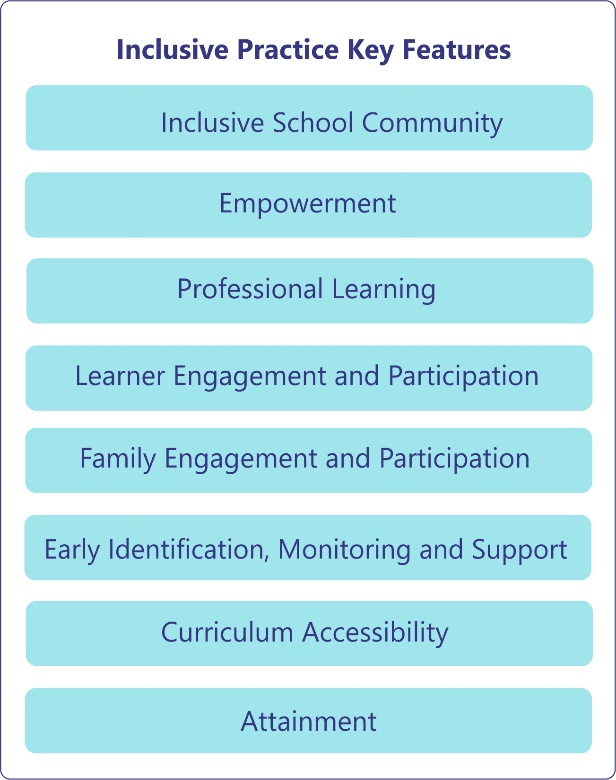 Inclusive Practice Key Features
Inclusive School Community
Empowerment
Professional Learning
Learner Engagement and Participation
Family Engagement and Participation
Early Identification, Monitoring and Support
Curriculum Accessibility
Attainment